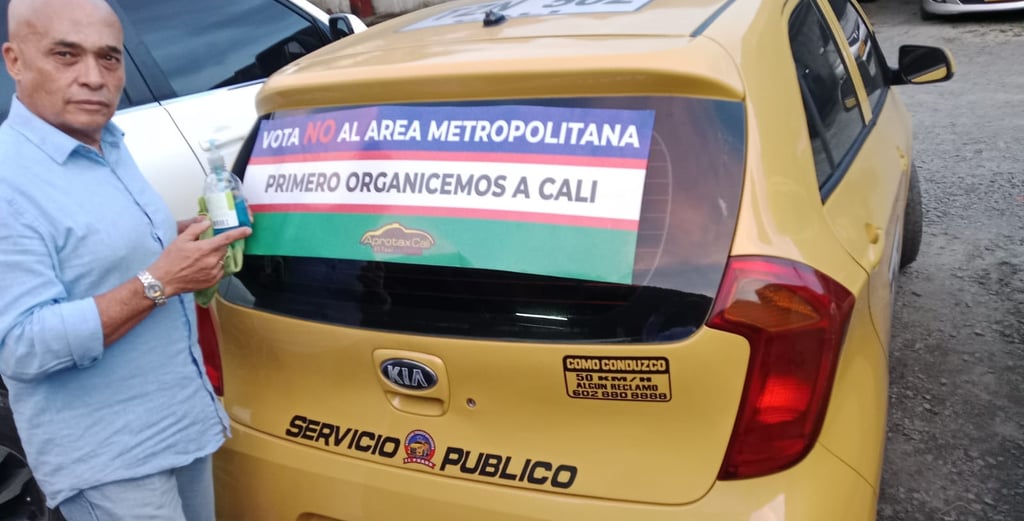 VOTA NO AL AREA METROPOLITANA
PRIMERO ORGANICEMOS A CALI
AprotaxCali
KIA
COMO CONDUZCO
50 KM/H
ALGUN RECLAMO
602 880 8888
SERVICIO PUBLICO